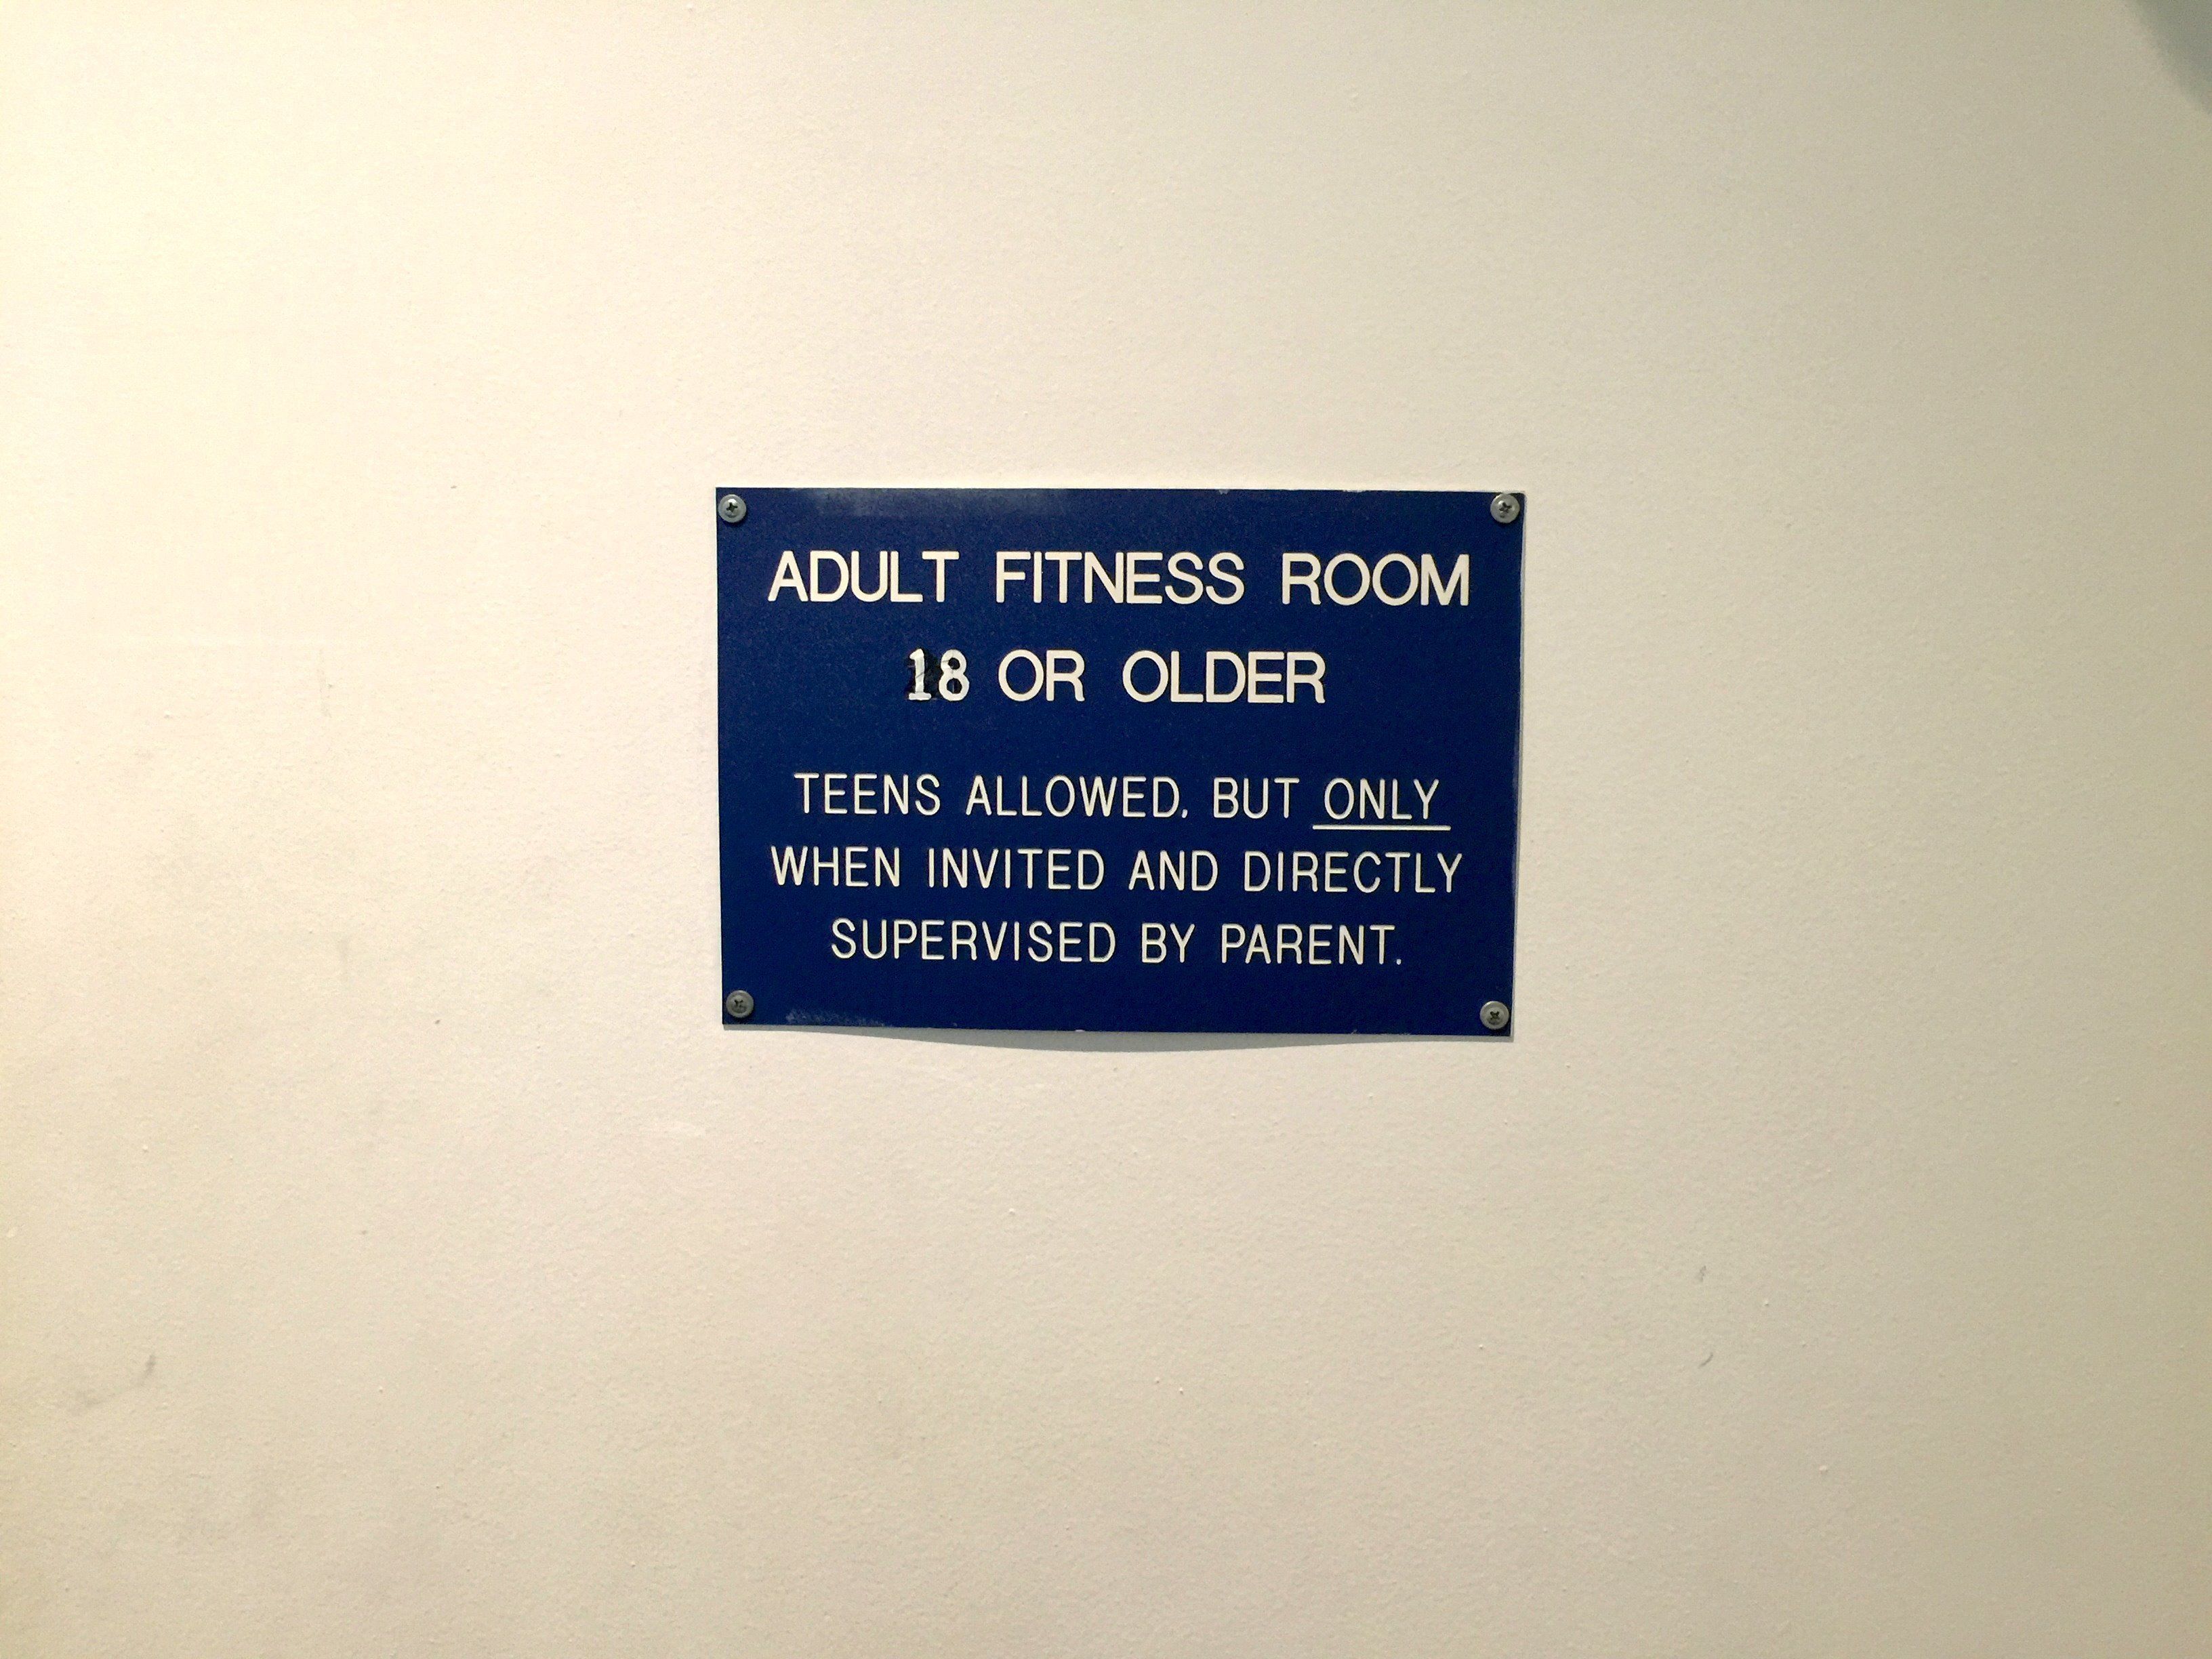 ADULT FITNESS ROOM
18 OR OLDER
TEENS ALLOWED, BUT ONLY
WHEN INVITED AND DIRECTLY
SUPERVISED BY PARENT.